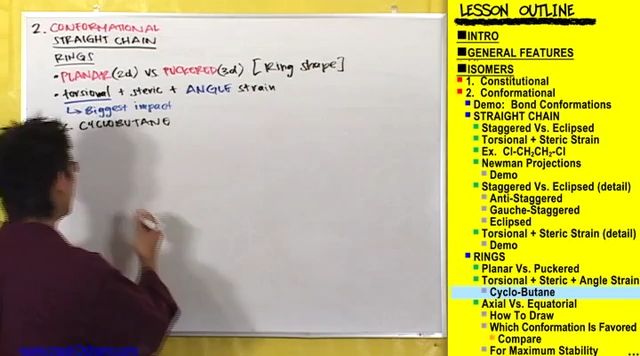 2. CONFORMATIONAL
STRAIGHT CHAIN
RINGS
• PLANAR (2d) VS PUCKERED (3d) [Ring shape]
• torsional + steric + ANGLE strain
↳ Biggest impact
CYCLOBUTANE
LESSON OUTLINE
INTRO
GENERAL FEATURES
ISOMERS
1. Constitutional
2. Conformational
Demo: Bond Conformations
STRAIGHT CHAIN
Staggered Vs. Eclipsed
Torsional + Steric Strain
Ex. Cl-CH2CH2-Cl
Newman Projections
Demo
Staggered Vs. Eclipsed (detail)
Anti-Staggered
Gauche-Staggered
Eclipsed
Torsional + Steric Strain (detail)
Demo
RINGS
Planar Vs. Puckered
Torsional + Steric + Angle Strain
Cyclo-Butane
Axial Vs. Equatorial
How To Draw
Which Conformation Is Favored
Compare
For Maximum Stability
more...